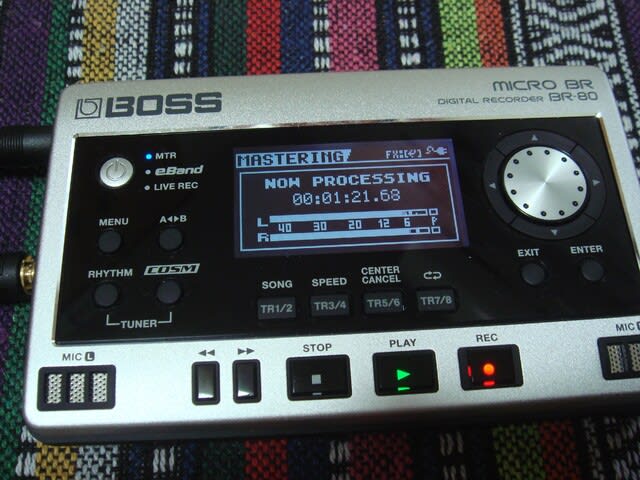 BOSS
MICRO BR
DIGITAL RECORDER BR-80
MTR
eBand
LIVE REC
MENU
A◄►B
RHYTHM
COSM
TUNER
MASTERING
FX:
NOW PROCESSING
00:01:21.68
L
40 30 20 12 6
R
EXIT
ENTER
SONG
SPEED
CENTER
CANCEL
TR1/2
TR3/4
TR5/6
TR7/8
MIC L
STOP
PLAY
REC
MIC